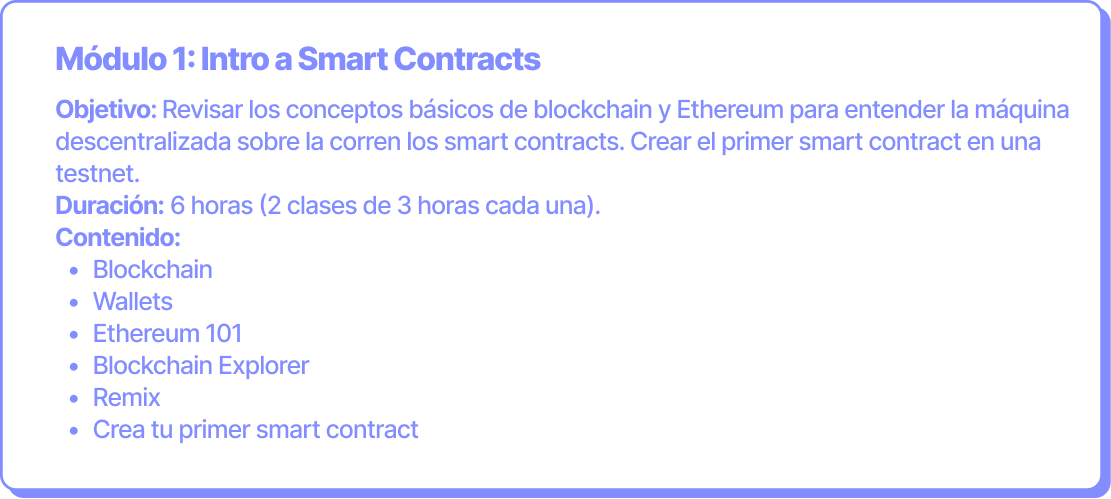 Módulo 1: Intro a Smart Contracts
Objetivo: Revisar los conceptos básicos de blockchain y Ethereum para entender la máquina
descentralizada sobre la corren los smart contracts. Crear el primer smart contract en una
testnet.
Duración: 6 horas (2 clases de 3 horas cada una).
Contenido:
• Blockchain
• Wallets
• Ethereum 101
• Blockchain Explorer
• Remix
• Crea tu primer smart contract